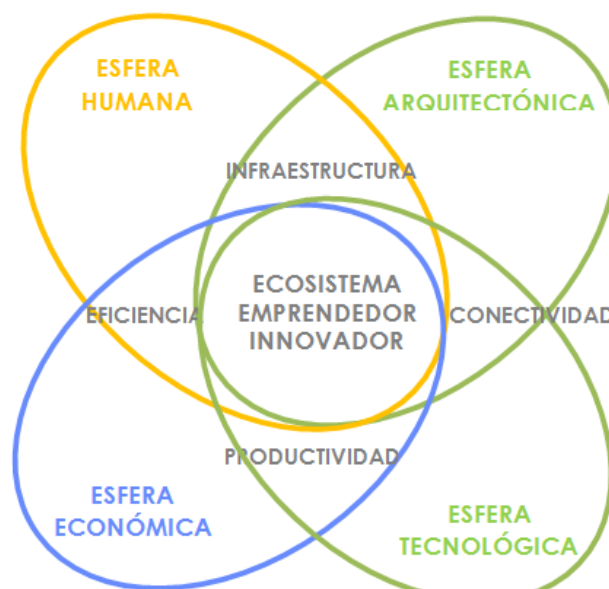 ESFERA
HUMANA
ESFERA
ARQUITECTÓNICA
INFRAESTRUCTURA
ECOSISTEMA
EMPRENDEDOR
INNOVADOR
EFICIENCIA
CONECTIVIDAD
PRODUCTIVIDAD
ESFERA
ECONÓMICA
ESFERA
TECNOLÓGICA